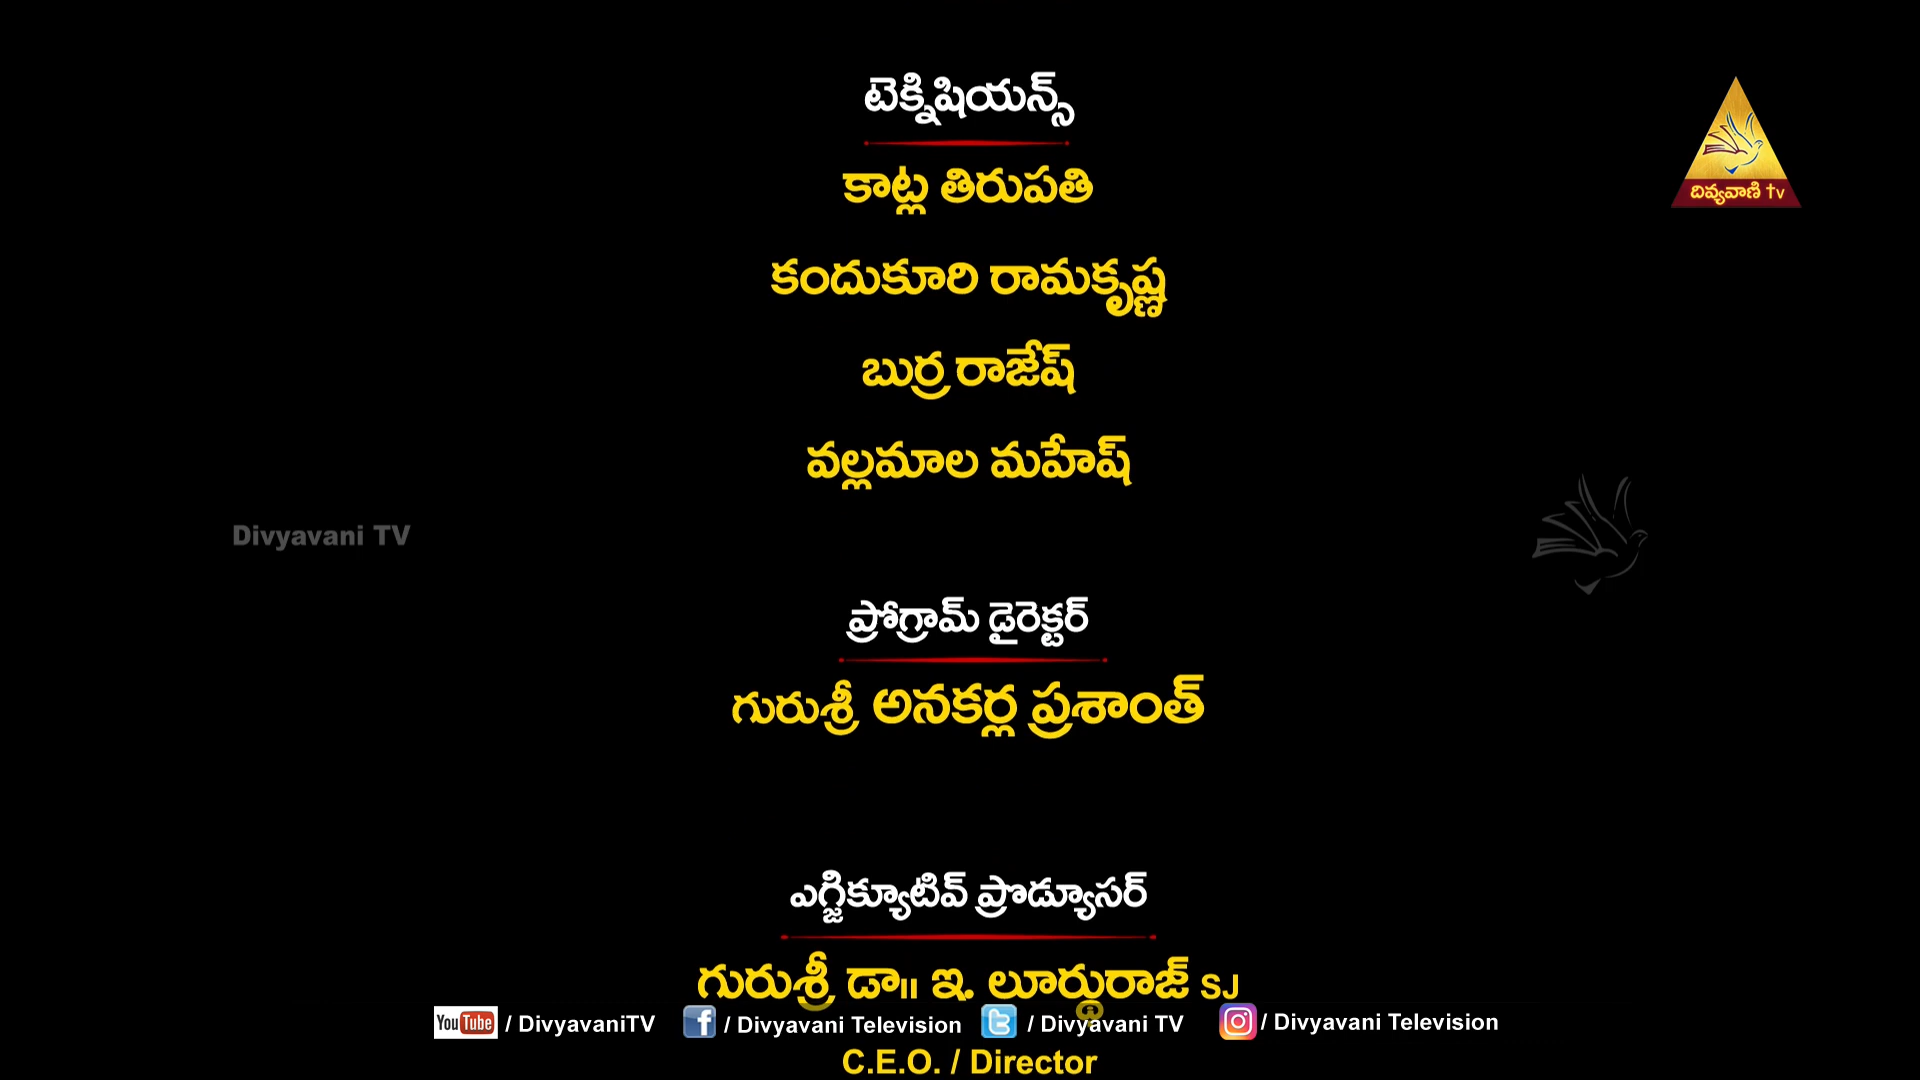 టెక్నిషియన్స్
దివ్యవాణి tv
కాట్ల తిరుపతి
కందుకూరి రామకృష్ణ
బుర్ర రాజేష్
వల్లమాల మహేష్
Divyavani TV
ప్రోగ్రామ్ డైరెక్టర్
గురుశ్రీ అనకర్ల ప్రశాంత్
ఎగ్జిక్యూటివ్ ప్రొడ్యూసర్
గురుశ్రీ డా|| ఇ. లూర్దురాజ్ SJ
YouTube / DivyavaniTV f / Divyavani Television / Divyavani TV / Divyavani Television
C.E.O. / Director